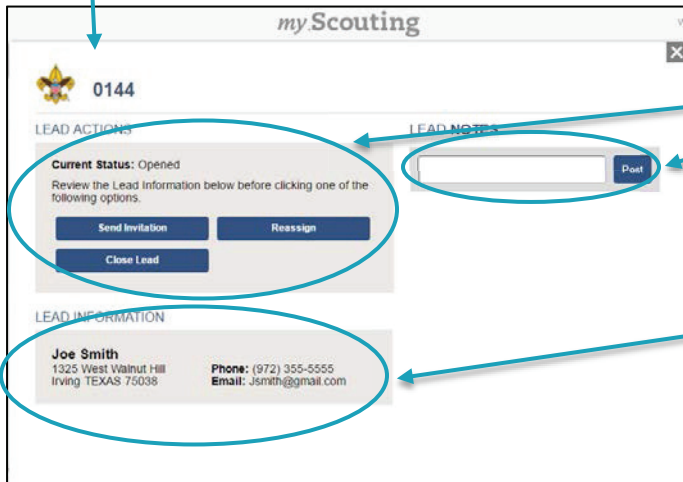 my.Scouting
0144
LEAD ACTIONS
Current Status: Opened
Review the Lead Information below before clicking one of the
following options.
Send Invitation
Reassign
Close Lead
LEAD NOTES
Post
LEAD INFORMATION
Joe Smith
1325 West Walnut Hill
Irving TEXAS 75038
Phone: (972) 355-5555
Email: Jsmith@gmail.com